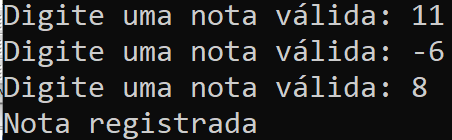 Digite uma nota válida: 11
Digite uma nota válida: -6
Digite uma nota válida: 8
Nota registrada